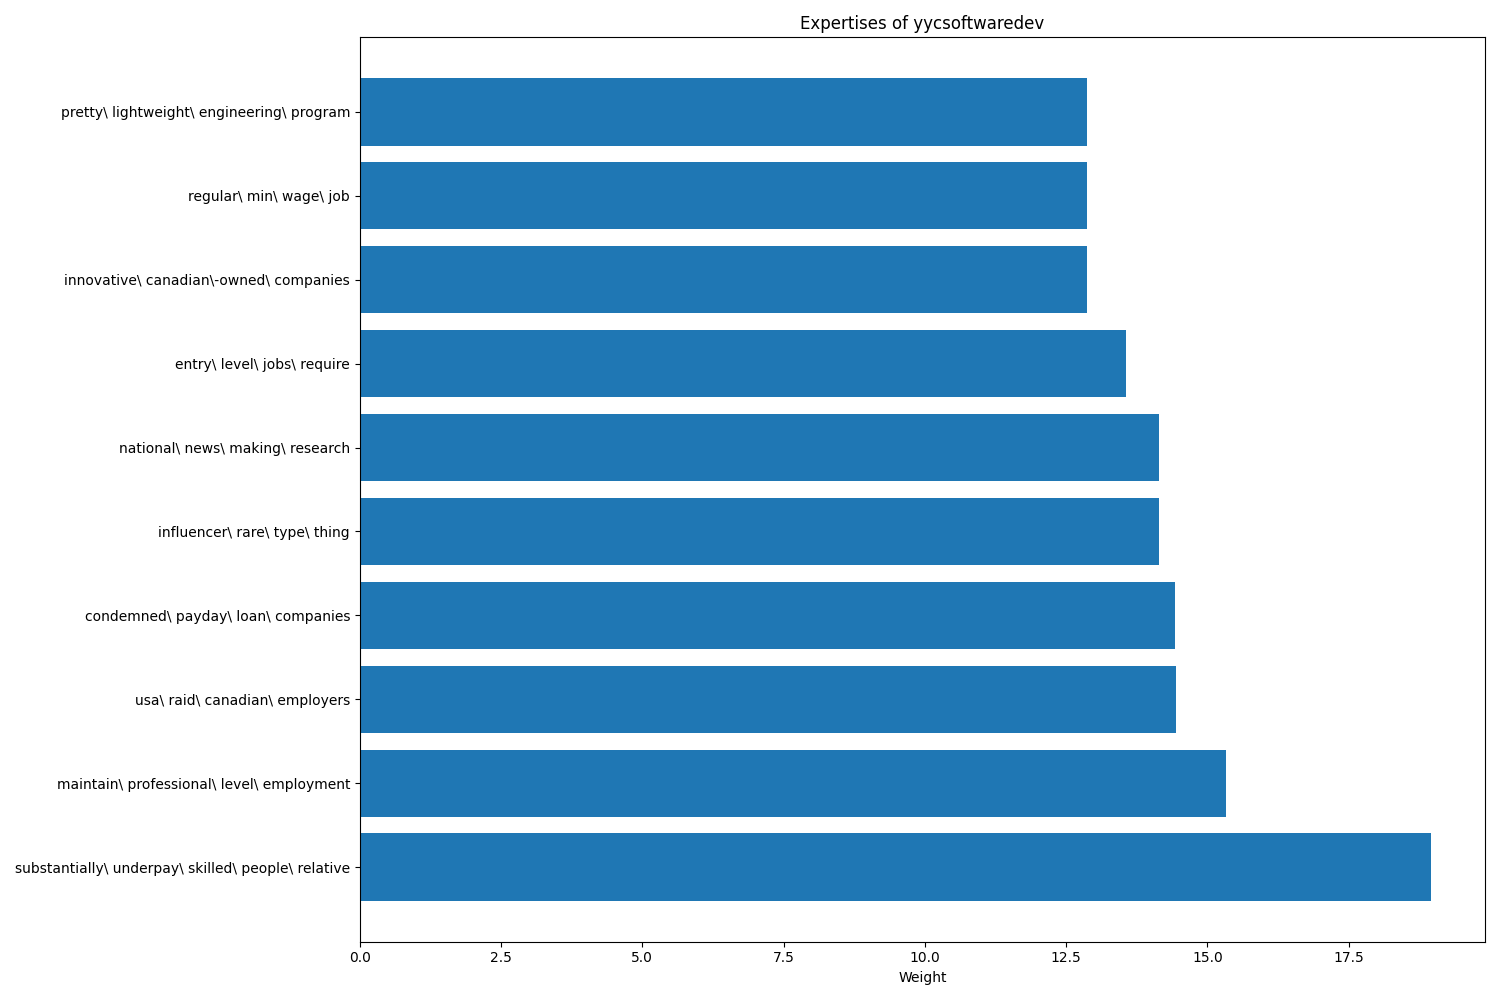 Expertises of yycsoftwaredev
pretty\ lightweight\ engineering\ program
regular\ min\ wage\ job
innovative\ canadian\-owned\ companies
entry\ level\ jobs\ require
national\ news\ making\ research
influencer\ rare\ type\ thing
condemned\ payday\ loan\ companies
usa\ raid\ canadian\ employers
maintain\ professional\ level\ employment
substantially\ underpay\ skilled\ people\ relative
0.0 2.5 5.0 7.5 10.0 12.5 15.0 17.5
Weight